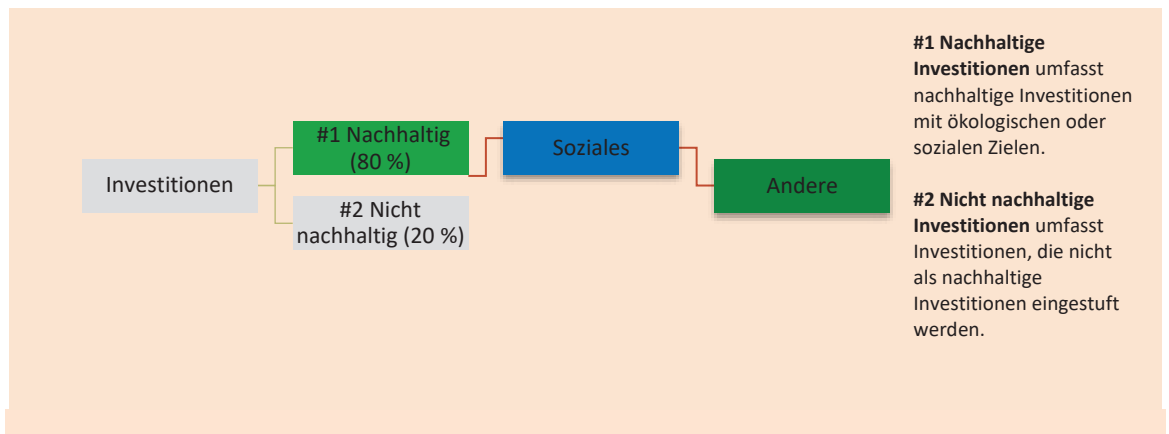 Investitionen
#1 Nachhaltig
(80 %)
#2 Nicht
nachhaltig (20 %)
Soziales
Andere
#1 Nachhaltige
Investitionen umfasst
nachhaltige Investitionen
mit ökologischen oder
sozialen Zielen.
#2 Nicht nachhaltige
Investitionen umfasst
Investitionen, die nicht
als nachhaltige
Investitionen eingestuft
werden.